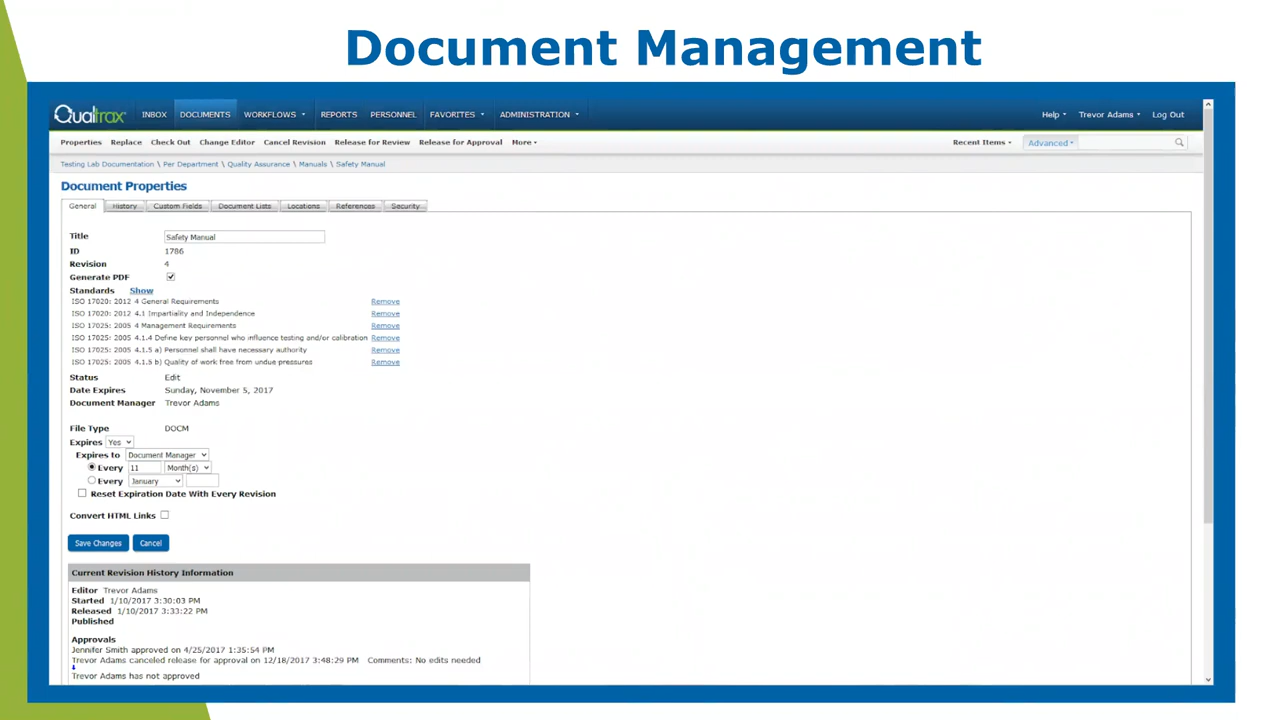 Document Management
Qualtrax INBOX DOCUMENTS WORKFLOWS REPORTS PERSONNEL FAVORITES ADMINISTRATION Help Trevor Adams Log Out
Properties Replace Check Out Change Editor Cancel Revision Release for Review Release for Approval More Recent Items Advanced
Testing Lab Documentation \ Per Department \ Quality Assurance \ Manuals \ Safety Manual
Document Properties
General History Custom Fields Document Lists Locations References Security
Title Safety Manual
ID 1786
Revision 4
Generate PDF
Standards Show
ISO 17020: 2012 4 General Requirements Remove
ISO 17020: 2012 4.1 Impartiality and Independence Remove
ISO 17025: 2005 4 Management Requirements Remove
ISO 17025: 2005 4.1.4 Define key personnel who influence testing and/or calibration Remove
ISO 17025: 2005 4.1.5 a) Personnel shall have necessary authority Remove
ISO 17025: 2005 4.1.5 b) Quality of work free from undue pressures Remove
Status Edit
Date Expires Sunday, November 5, 2017
Document Manager Trevor Adams
File Type DOCM
Expires Yes
Expires to Document Manager
Every 11 Month(s)
Every January
Reset Expiration Date With Every Revision
Convert HTML Links
Save Changes Cancel
Current Revision History Information
Editor Trevor Adams
Started 1/10/2017 3:30:03 PM
Released 1/10/2017 3:33:22 PM
Published
Approvals
Jennifer Smith approved on 4/25/2017 1:35:54 PM
Trevor Adams canceled release for approval on 12/18/2017 3:48:29 PM Comments: No edits needed
Trevor Adams has not approved